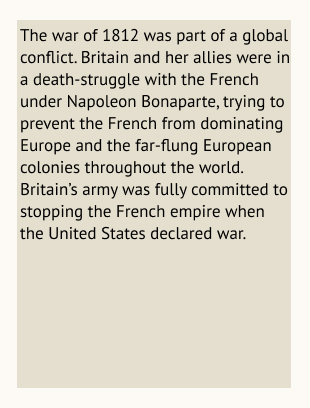 The war of 1812 was part of a global
conflict. Britain and her allies were in
a death-struggle with the French
under Napoleon Bonaparte, trying to
prevent the French from dominating
Europe and the far-flung European
colonies throughout the world.
Britain’s army was fully committed to
stopping the French empire when
the United States declared war.